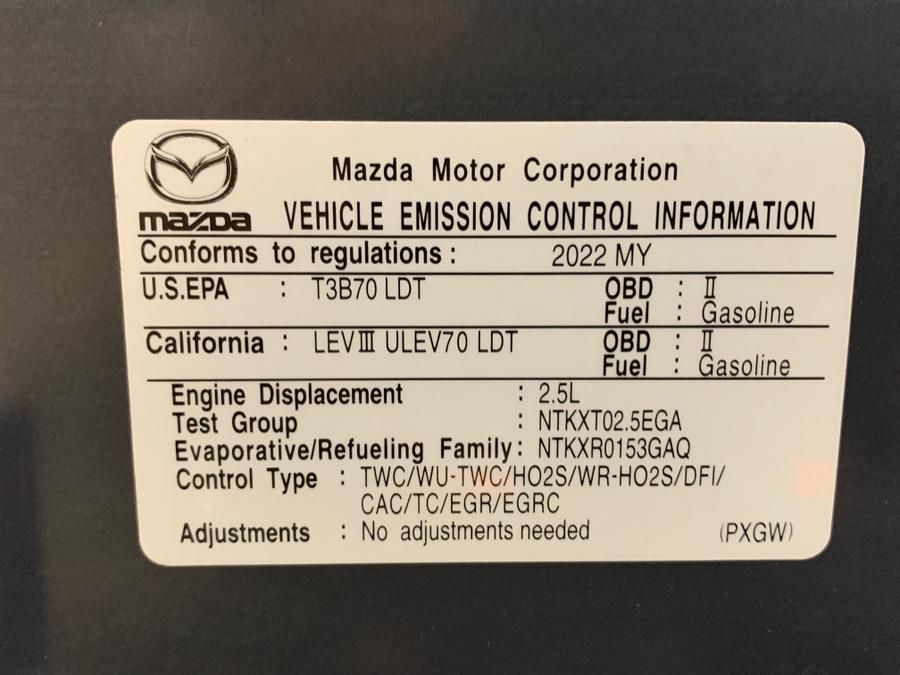 Mazda Motor Corporation
mazda VEHICLE EMISSION CONTROL INFORMATION
Conforms to regulations : 2022 MY
U.S.EPA : T3B70 LDT OBD : Ⅱ
Fuel : Gasoline
California : LEVⅢ ULEV70 LDT OBD : Ⅱ
Fuel : Gasoline
Engine Displacement : 2.5L
Test Group : NTKXT02.5EGA
Evaporative/Refueling Family: NTKXR0153GAQ
Control Type : TWC/WU-TWC/HO2S/WR-HO2S/DFI/
CAC/TC/EGR/EGRC
Adjustments : No adjustments needed (PXGW)